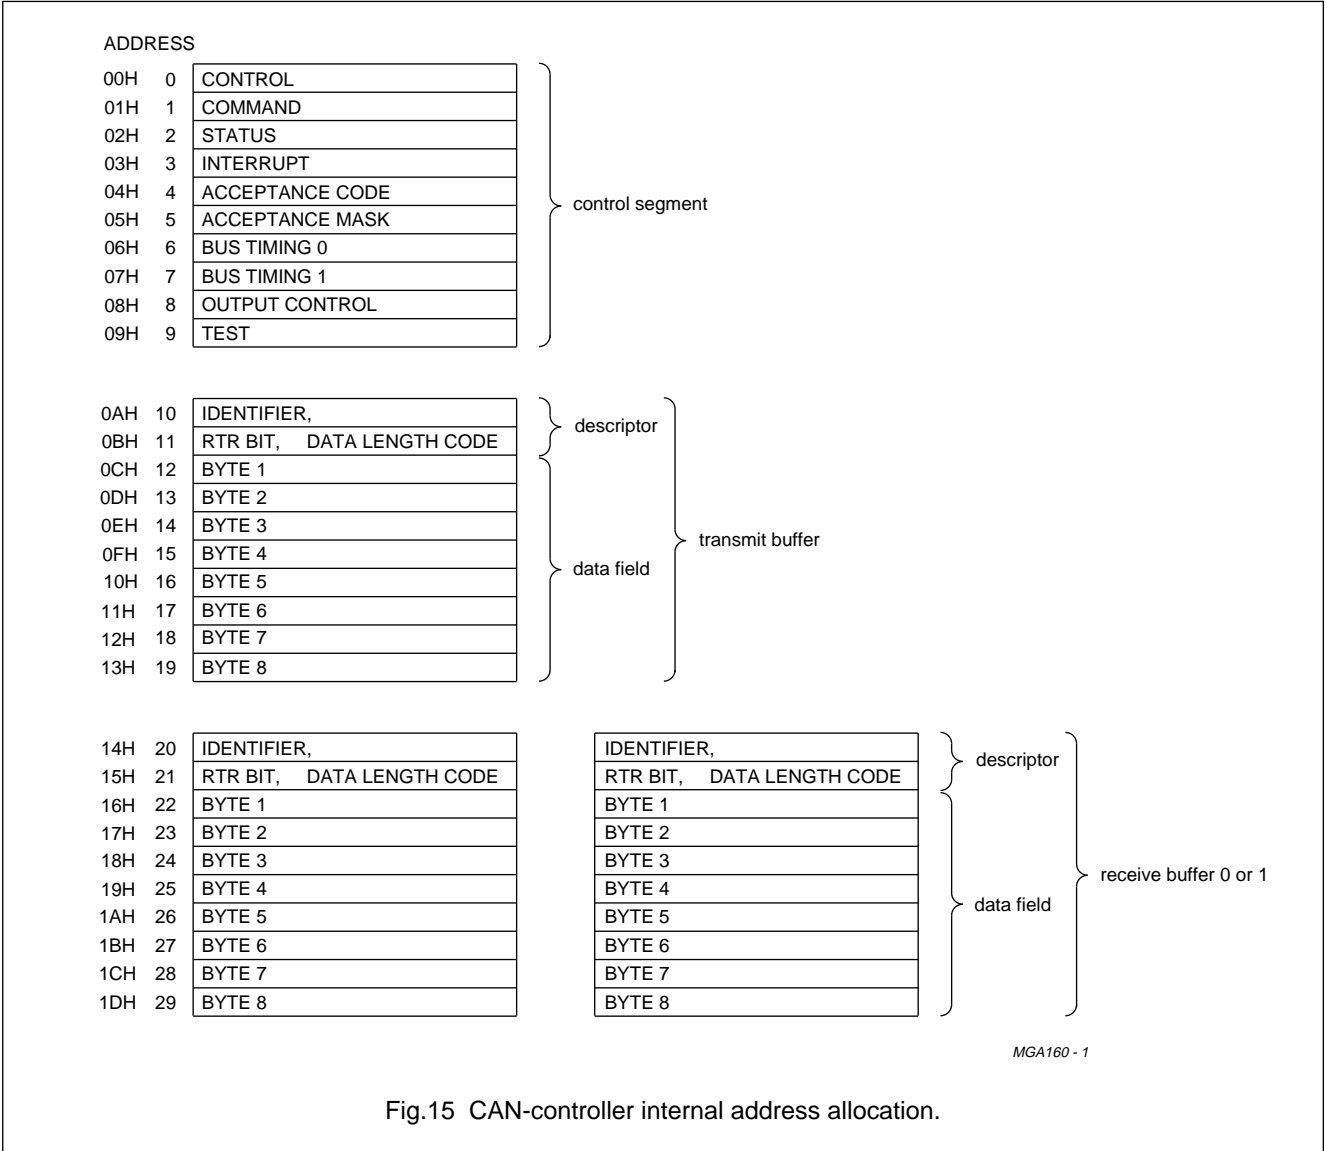 ADDRESS
00H 0 CONTROL
01H 1 COMMAND
02H 2 STATUS
03H 3 INTERRUPT
04H 4 ACCEPTANCE CODE
05H 5 ACCEPTANCE MASK
06H 6 BUS TIMING 0
07H 7 BUS TIMING 1
08H 8 OUTPUT CONTROL
09H 9 TEST
control segment
0AH 10 IDENTIFIER,
0BH 11 RTR BIT, DATA LENGTH CODE
0CH 12 BYTE 1
0DH 13 BYTE 2
0EH 14 BYTE 3
0FH 15 BYTE 4
10H 16 BYTE 5
11H 17 BYTE 6
12H 18 BYTE 7
13H 19 BYTE 8
descriptor
data field
transmit buffer
14H 20 IDENTIFIER, IDENTIFIER,
15H 21 RTR BIT, DATA LENGTH CODE RTR BIT, DATA LENGTH CODE
16H 22 BYTE 1 BYTE 1
17H 23 BYTE 2 BYTE 2
18H 24 BYTE 3 BYTE 3
19H 25 BYTE 4 BYTE 4
1AH 26 BYTE 5 BYTE 5
1BH 27 BYTE 6 BYTE 6
1CH 28 BYTE 7 BYTE 7
1DH 29 BYTE 8 BYTE 8
descriptor
data field
receive buffer 0 or 1
MGA160 - 1
Fig.15 CAN-controller internal address allocation.